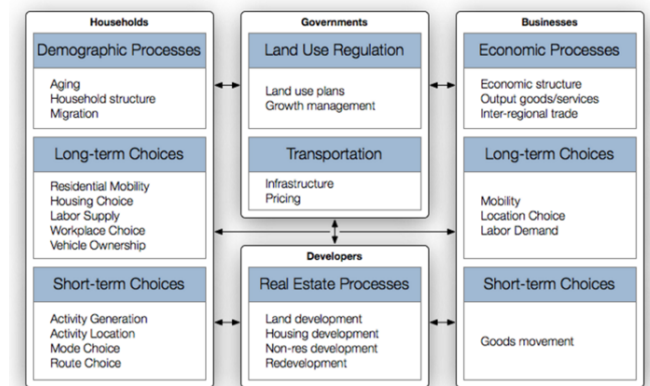 Households
Demographic Processes
Aging
Household structure
Migration
Long-term Choices
Residential Mobility
Housing Choice
Labor Supply
Workplace Choice
Vehicle Ownership
Short-term Choices
Activity Generation
Activity Location
Mode Choice
Route Choice
Governments
Land Use Regulation
Land use plans
Growth management
Transportation
Infrastructure
Pricing
Developers
Real Estate Processes
Land development
Housing development
Non-res development
Redevelopment
Businesses
Economic Processes
Economic structure
Output goods/services
Inter-regional trade
Long-term Choices
Mobility
Location Choice
Labor Demand
Short-term Choices
Goods movement